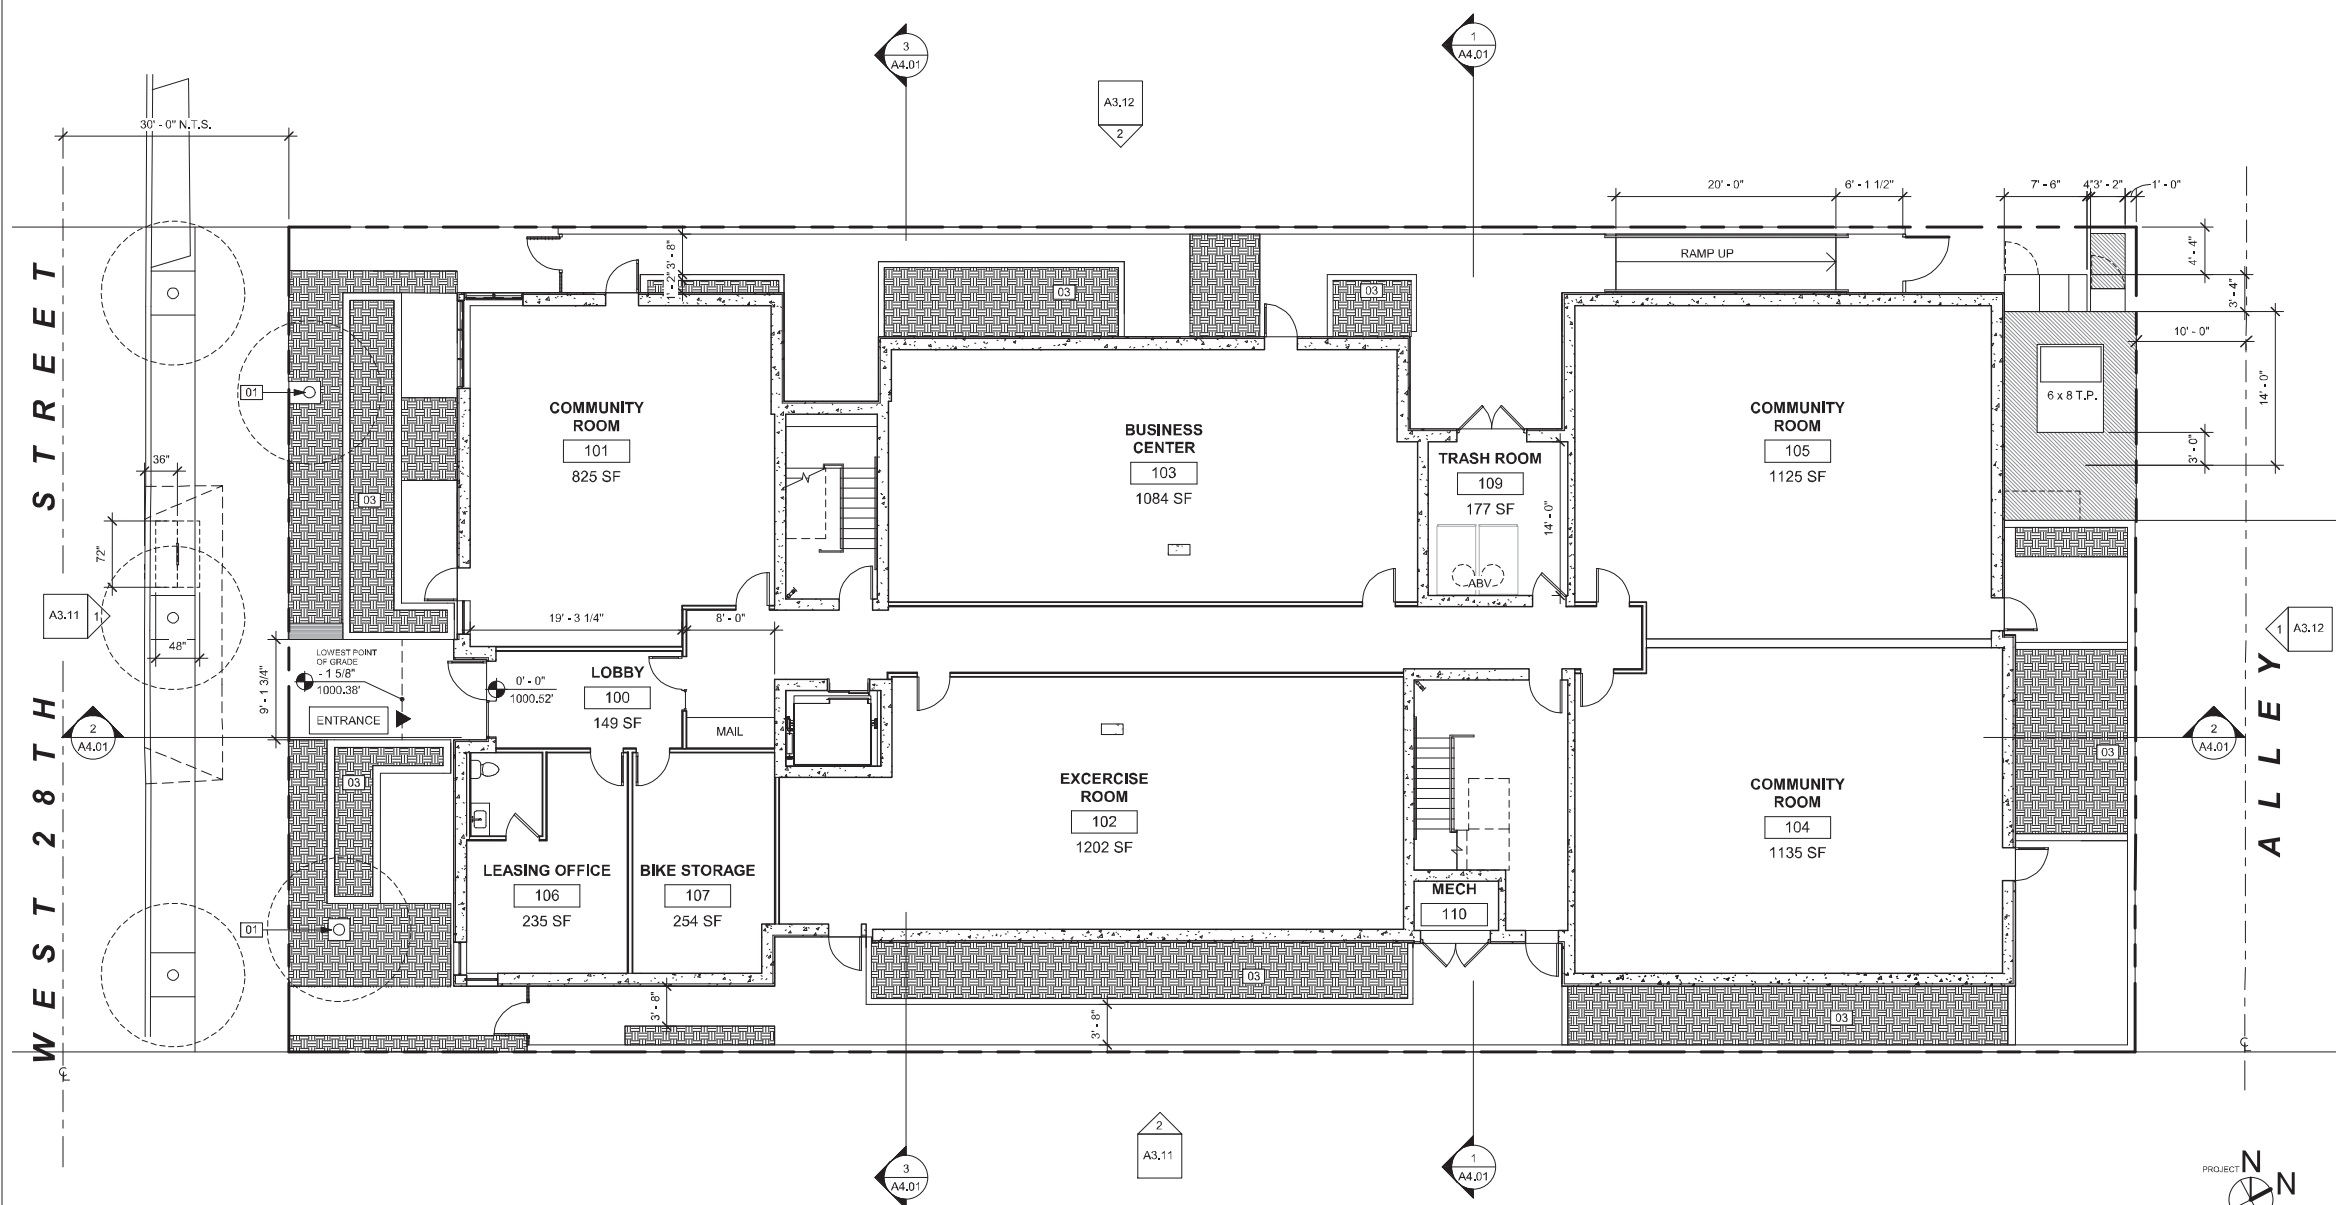 3
A4.01
1
A4.01
A3.12
2
30' - 0" N.T.S.
20' - 0"
6' - 1 1/2"
7' - 6"
4"
3' - 2"
1' - 0"
3' - 8"
1' - 2"
RAMP UP
4' - 4"
3' - 4"
03
03
10' - 0"
14' - 0"
3' - 0"
6 x 8 T.P.
01
COMMUNITY
ROOM
101
825 SF
BUSINESS
CENTER
103
1084 SF
TRASH ROOM
109
177 SF
14' - 0"
ABV
COMMUNITY
ROOM
105
1125 SF
36"
03
72"
A3.11
1
48"
19' - 3 1/4"
8' - 0"
1
A3.12
LOWEST POINT
OF GRADE
- 1 5/8"
1000.38'
9' - 1 3/4"
0' - 0"
1000.52'
LOBBY
100
149 SF
ENTRANCE
MAIL
2
A4.01
2
A4.01
03
03
EXCERCISE
ROOM
102
1202 SF
COMMUNITY
ROOM
104
1135 SF
LEASING OFFICE
106
235 SF
BIKE STORAGE
107
254 SF
MECH
110
01
03
03
3' - 8"
3' - 8"
WEST 28TH STREET
ALLEY
3
A4.01
2
A3.11
1
A4.01
PROJECT N
N